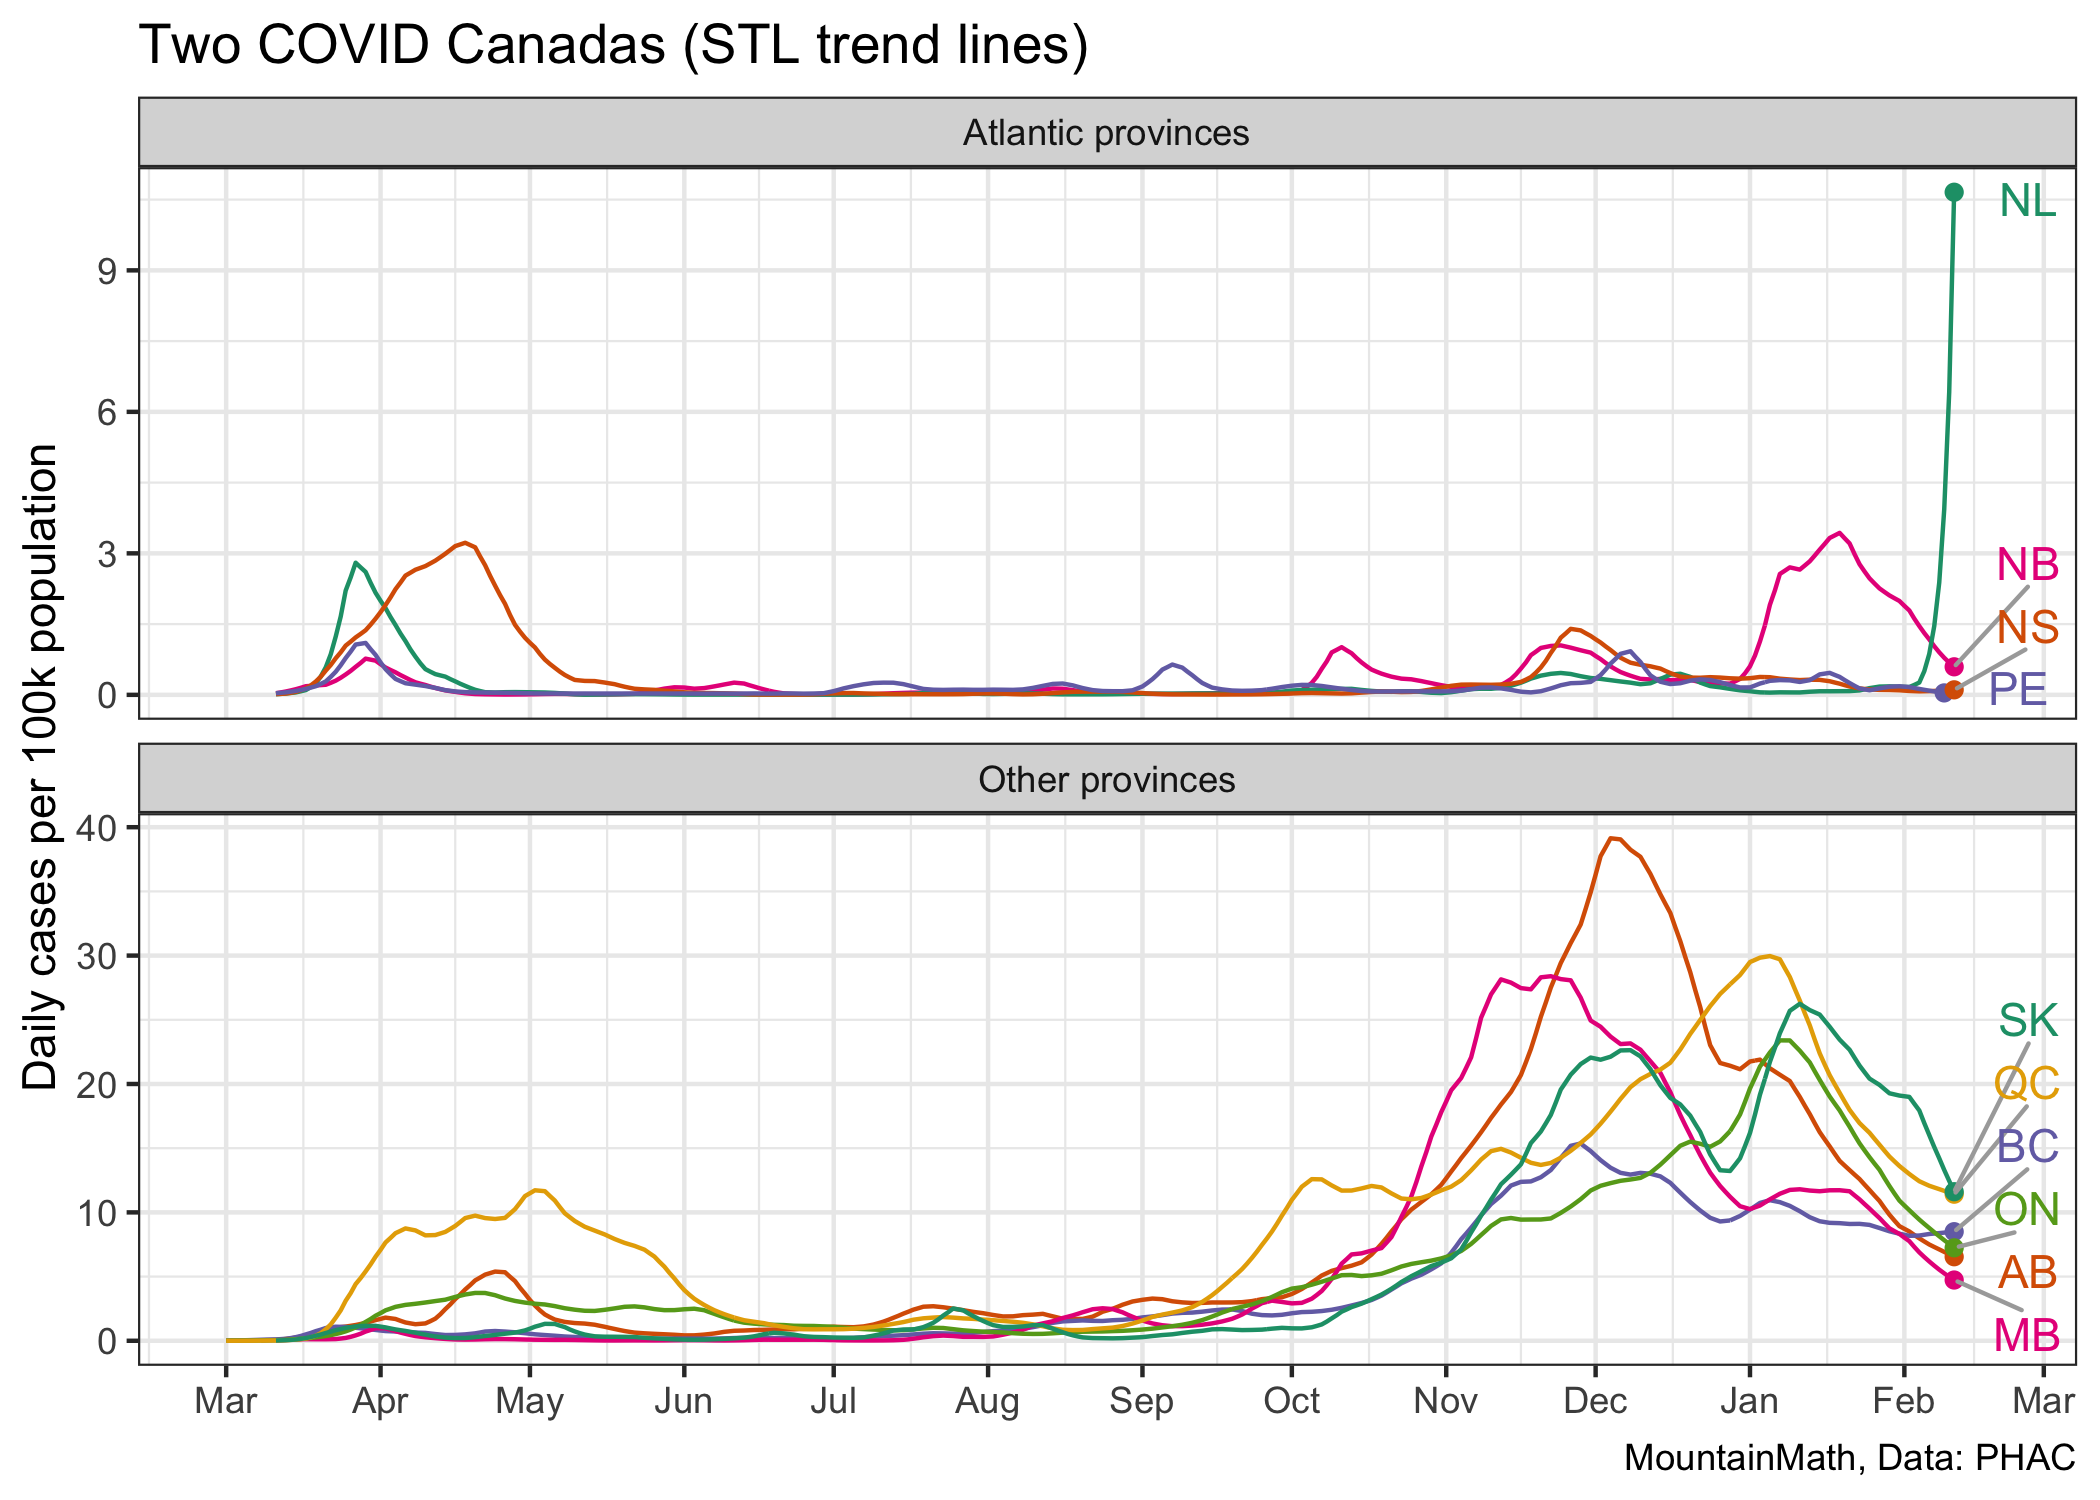 Two COVID Canadas (STL trend lines)
Atlantic provinces
9
6
3
0
NL
NB
NS
PE
Daily cases per 100k population
Other provinces
40
30
20
10
0
SK
QC
BC
ON
AB
MB
Mar Apr May Jun Jul Aug Sep Oct Nov Dec Jan Feb Mar
MountainMath, Data: PHAC